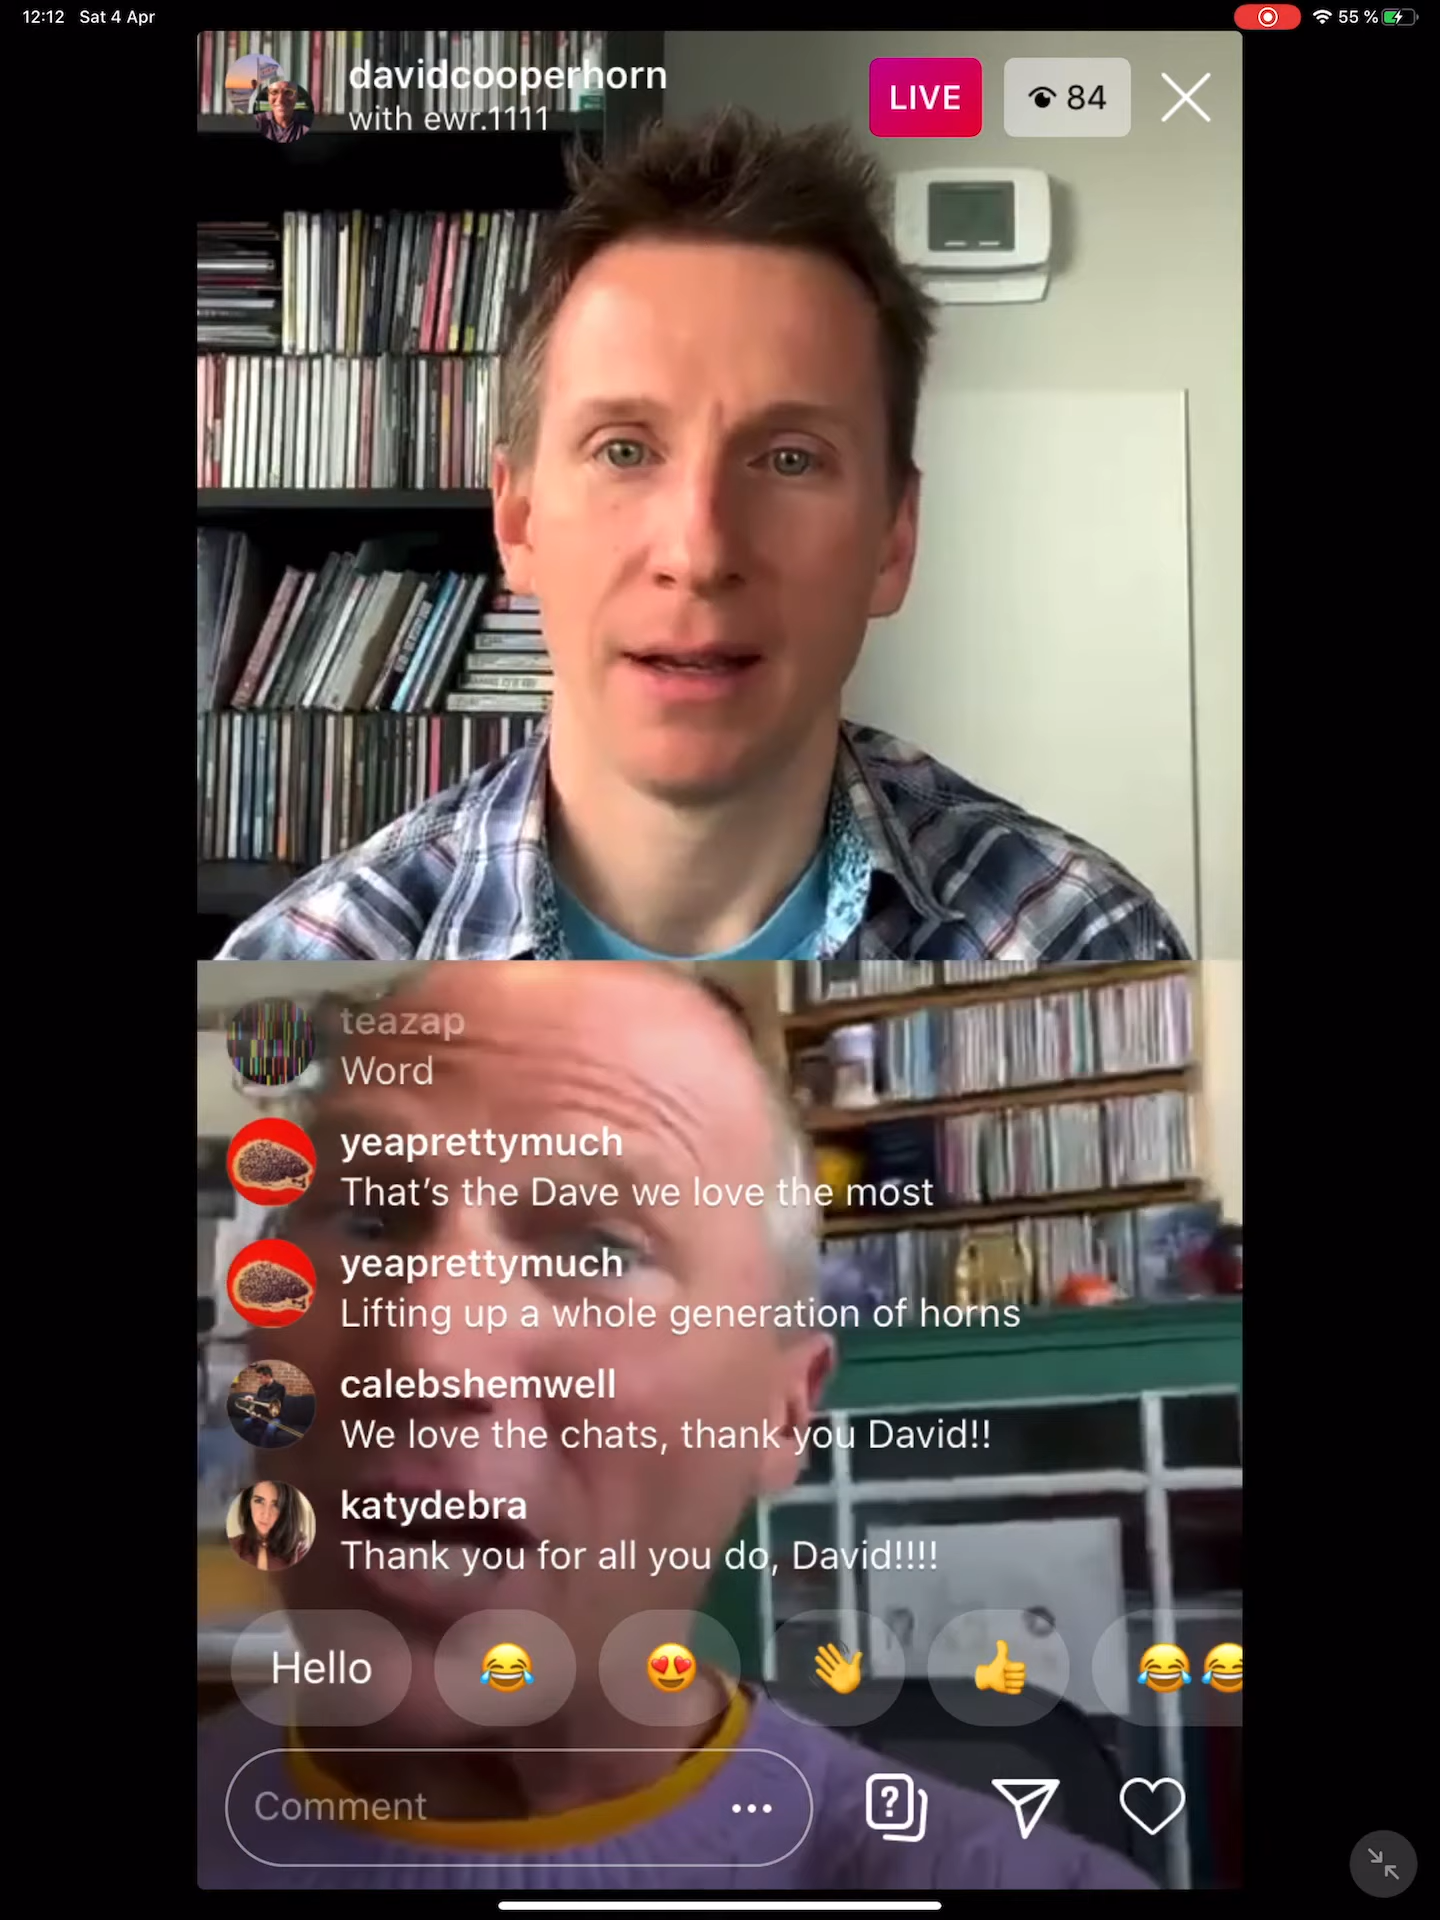 12:12 Sat 4 Apr
55 %
davidcooperhorn
with ewr.1111
LIVE
84
teazap
Word
yeaprettymuch
That's the Dave we love the most
yeaprettymuch
Lifting up a whole generation of horns
calebshemwell
We love the chats, thank you David!!
katydebra
Thank you for all you do, David!!!!
Hello
Comment